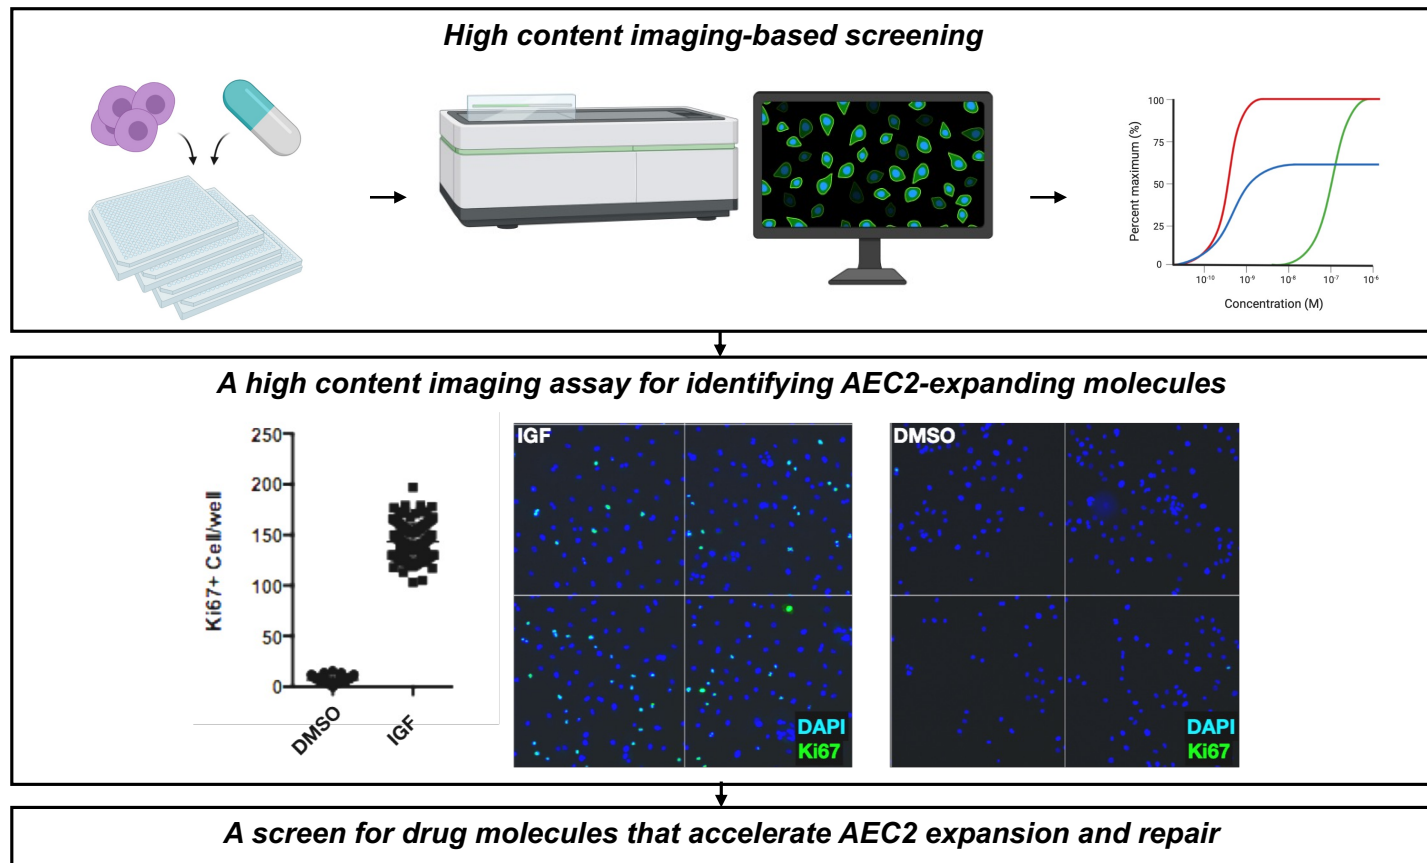 High content imaging-based screening
Percent maximum (%)
100
75
50
25
0
10-10
10-9
10-8
10-7
10-6
Concentration (M)
A high content imaging assay for identifying AEC2-expanding molecules
Ki67+ Cell/well
250
200
150
100
50
0
DMSO
IGF
IGF
DAPI
Ki67
DMSO
DAPI
Ki67
A screen for drug molecules that accelerate AEC2 expansion and repair